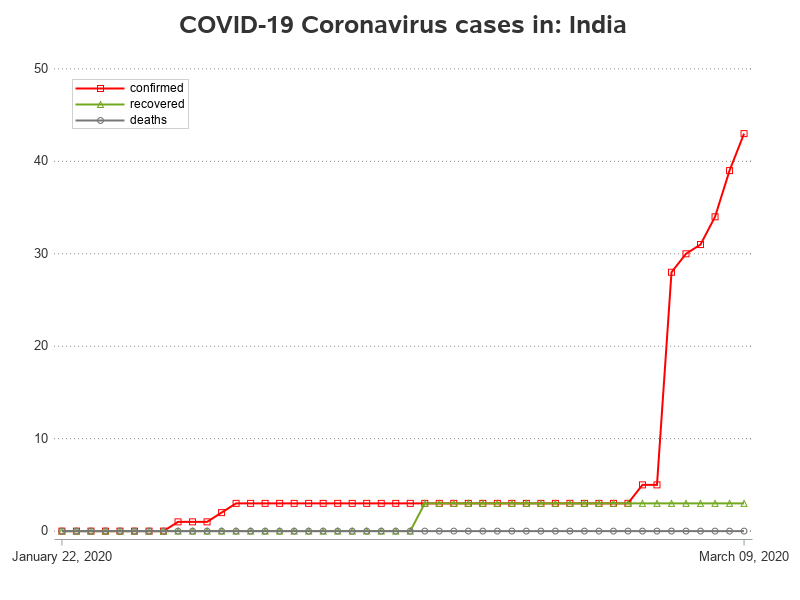 COVID-19 Coronavirus cases in: India
50
confirmed
recovered
deaths
40
30
20
10
0
January 22, 2020
March 09, 2020